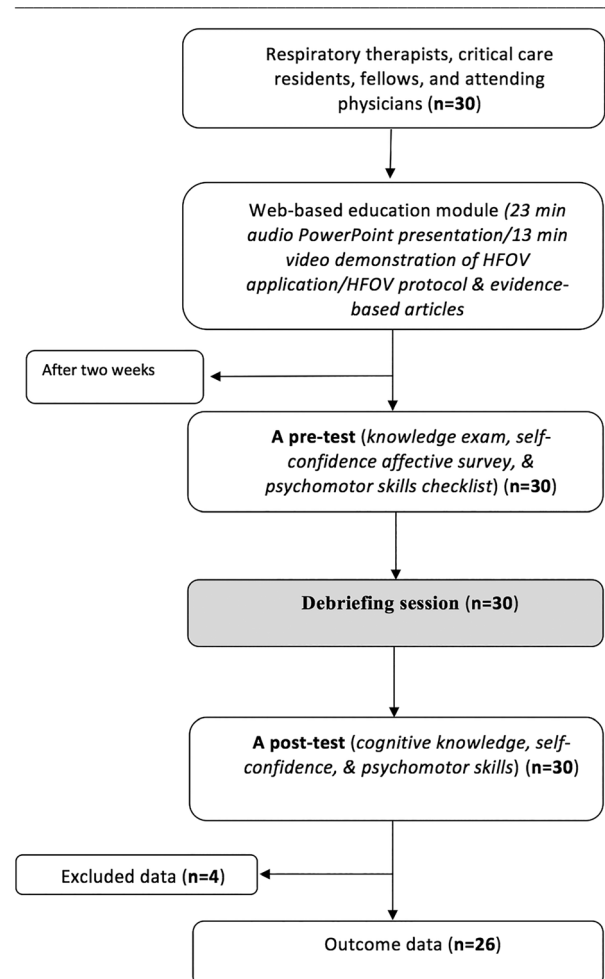 Respiratory therapists, critical care
residents, fellows, and attending
physicians (n=30)
Web-based education module (23 min
audio PowerPoint presentation/13 min
video demonstration of HFOV
application/HFOV protocol & evidence-
based articles
After two weeks
A pre-test (knowledge exam, self-
confidence affective survey, &
psychomotor skills checklist) (n=30)
Debriefing session (n=30)
A post-test (cognitive knowledge, self-
confidence, & psychomotor skills) (n=30)
Excluded data (n=4)
Outcome data (n=26)